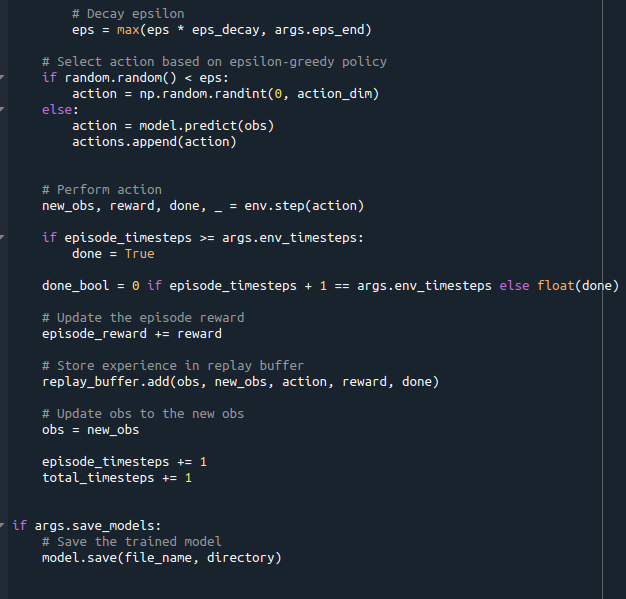 # Decay epsilon
eps = max(eps * eps_decay, args.eps_end)
# Select action based on epsilon-greedy policy
if random.random() < eps:
action = np.random.randint(0, action_dim)
else:
action = model.predict(obs)
actions.append(action)
# Perform action
new_obs, reward, done, _ = env.step(action)
if episode_timesteps >= args.env_timesteps:
done = True
done_bool = 0 if episode_timesteps + 1 == args.env_timesteps else float(done)
# Update the episode reward
episode_reward += reward
# Store experience in replay buffer
replay_buffer.add(obs, new_obs, action, reward, done)
# Update obs to the new obs
obs = new_obs
episode_timesteps += 1
total_timesteps += 1
if args.save_models:
# Save the trained model
model.save(file_name, directory)